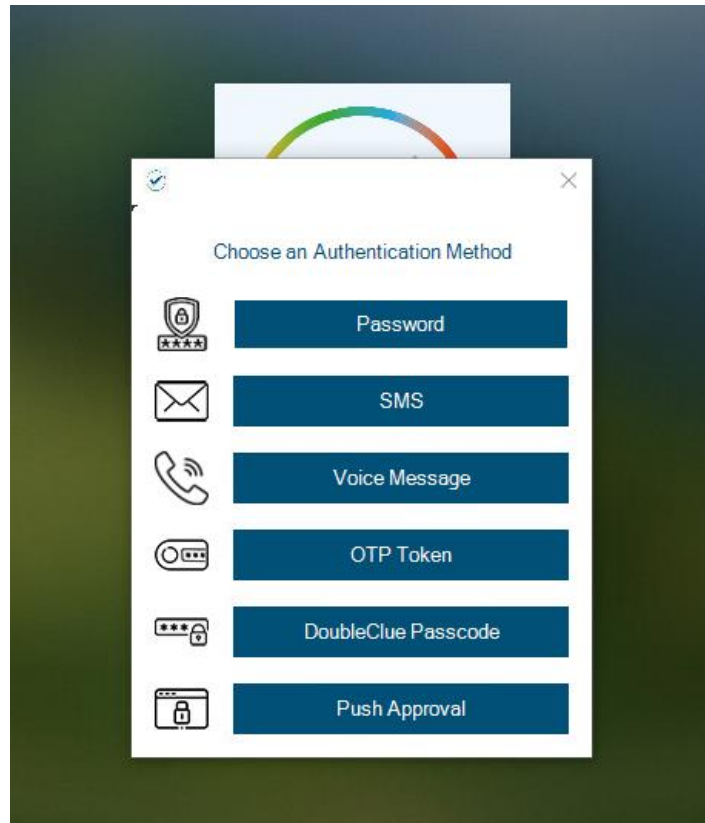 Choose an Authentication Method
****
Password
SMS
Voice Message
OTP Token
***
DoubleClue Passcode
Push Approval